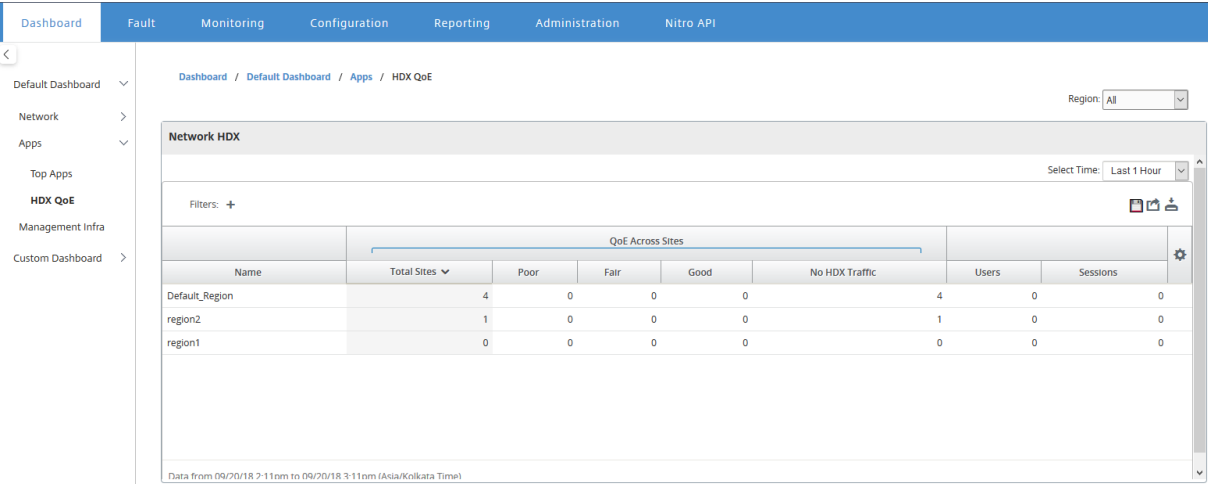 Dashboard Fault Monitoring Configuration Reporting Administration Nitro API
Default Dashboard
Network
Apps
Top Apps
HDX QoE
Management Infra
Custom Dashboard
Dashboard / Default Dashboard / Apps / HDX QoE
Region: All
Network HDX
Select Time: Last 1 Hour
Filters: +
QoE Across Sites
Name Total Sites Poor Fair Good No HDX Traffic Users Sessions
Default_Region 4 0 0 0 4 0 0
region2 1 0 0 0 1 0 0
region1 0 0 0 0 0 0 0
Data from 09/20/18 2:11pm to 09/20/18 3:11pm (Asia/Kolkata Time)